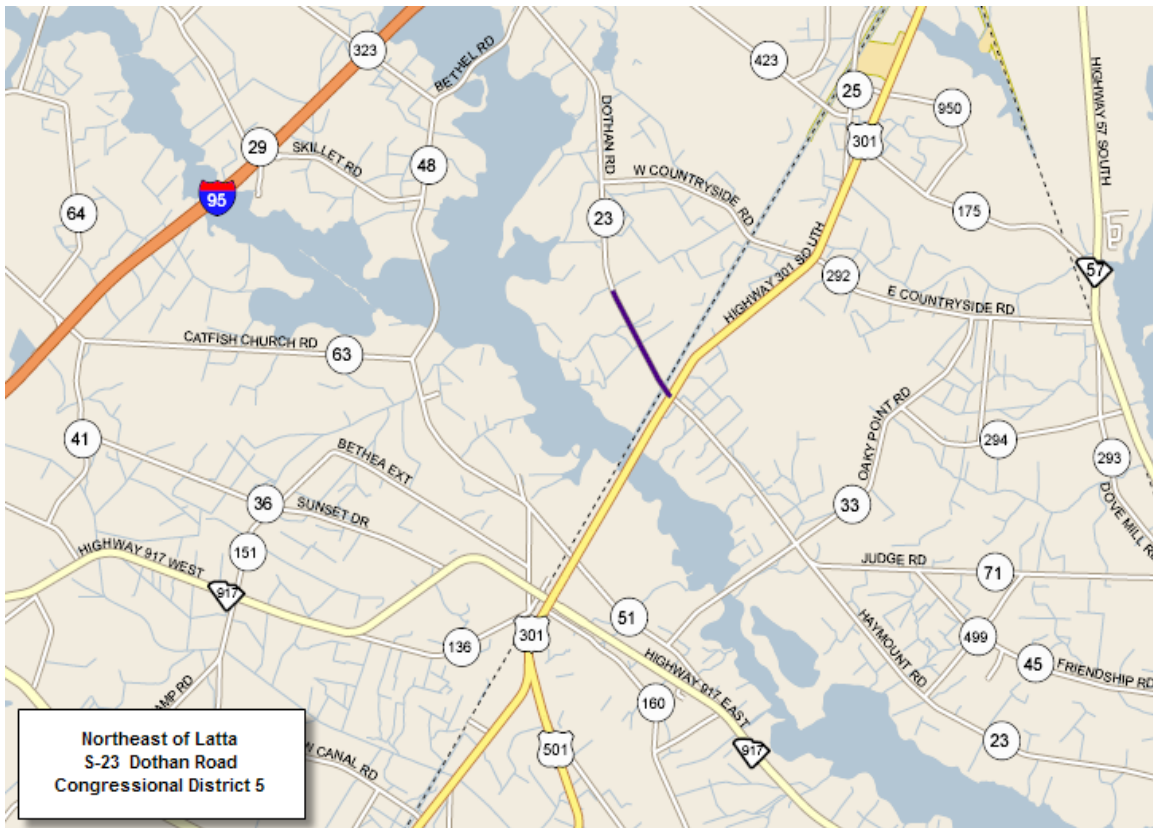 323
BETHEL RD
423
25
950
HIGHWAY 57 SOUTH
DOTHAN RD
301
29
SKILLET RD
48
W COUNTRYSIDE RD
95
64
23
175
HIGHWAY 301 SOUTH
292
57
E COUNTRYSIDE RD
CATFISH CHURCH RD
63
OAKY POINT RD
41
294
293
BETHEA EXT
36
SUNSET DR
33
DOVE MILL RD
HIGHWAY 917 WEST
151
JUDGE RD
71
917
HAYMOUNT RD
51
301
136
499
45
FRIENDSHIP RD
HIGHWAY 917 EAST
160
AMP RD
23
501
917
W CANAL RD
Northeast of Latta
S-23 Dothan Road
Congressional District 5